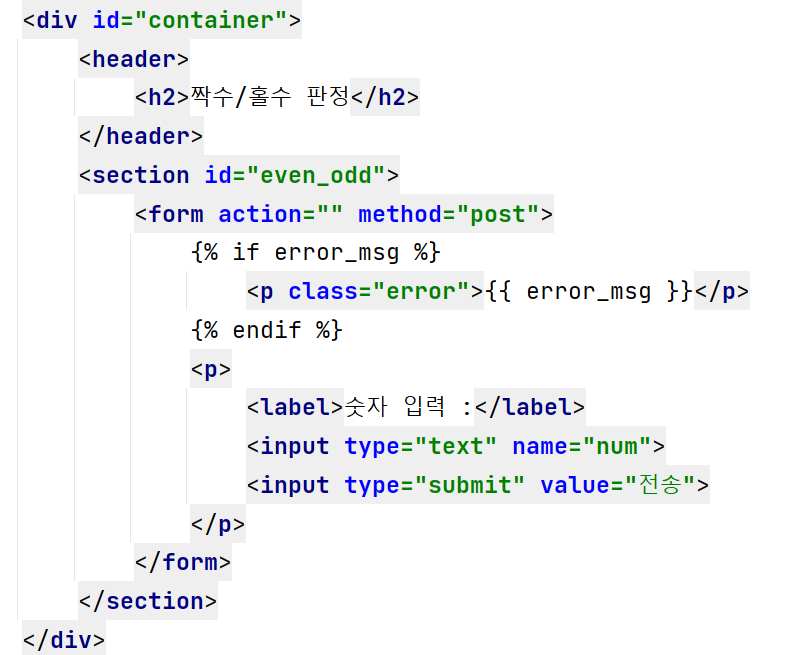 <div id="container">
<header>
<h2>짝수/홀수 판정</h2>
</header>
<section id="even_odd">
<form action="" method="post">
{% if error_msg %}
<p class="error">{{ error_msg }}</p>
{% endif %}
<p>
<label>숫자 입력 :</label>
<input type="text" name="num">
<input type="submit" value="전송">
</p>
</form>
</section>
</div>